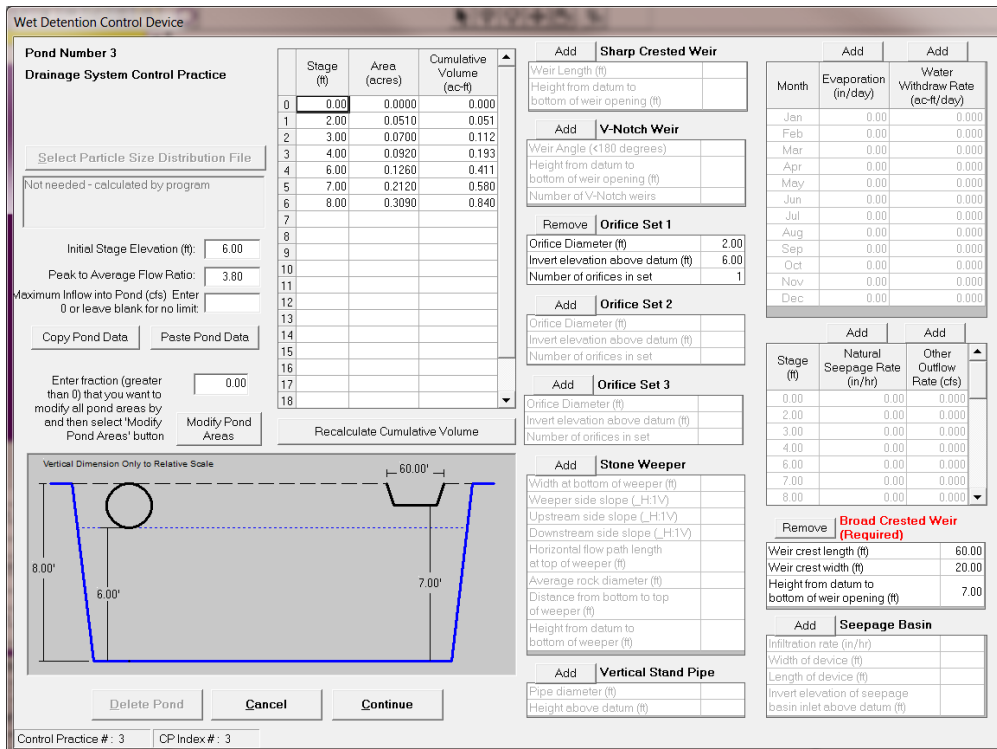 Wet Detention Control Device
Pond Number 3
Drainage System Control Practice
Select Particle Size Distribution File
Not needed - calculated by program
Initial Stage Elevation (ft): 6.00
Peak to Average Flow Ratio: 3.80
Maximum Inflow into Pond (cfs) Enter
0 or leave blank for no limit:
Copy Pond Data Paste Pond Data
Enter fraction (greater 0.00
than 0) that you want to
modify all pond areas by
and then select 'Modify
Pond Areas' button
Modify Pond
Areas
Stage
(ft)
Area
(acres)
Cumulative
Volume
(ac-ft)
0 0.00 0.0000 0.000
1 2.00 0.0510 0.051
2 3.00 0.0700 0.112
3 4.00 0.0920 0.193
4 6.00 0.1260 0.411
5 7.00 0.2120 0.580
6 8.00 0.3090 0.840
7
8
9
10
11
12
13
14
15
16
17
18
Recalculate Cumulative Volume
Vertical Dimension Only to Relative Scale
60.00'
8.00'
6.00'
7.00'
Delete Pond Cancel Continue
Control Practice # : 3 CP Index # : 3
Add Sharp Crested Weir
Weir Length (ft)
Height from datum to
bottom of weir opening (ft)
Add V-Notch Weir
Weir Angle (<180 degrees)
Height from datum to
bottom of weir opening (ft)
Number of V-Notch weirs
Remove Orifice Set 1
Orifice Diameter (ft) 2.00
Invert elevation above datum (ft) 6.00
Number of orifices in set 1
Add Orifice Set 2
Orifice Diameter (ft)
Invert elevation above datum (ft)
Number of orifices in set
Add Orifice Set 3
Orifice Diameter (ft)
Invert elevation above datum (ft)
Number of orifices in set
Add Stone Weeper
Width at bottom of weeper (ft)
Weeper side slope (_H:1V)
Upstream side slope (_H:1V)
Downstream side slope (_H:1V)
Horizontal flow path length
at top of weeper (ft)
Average rock diameter (ft)
Distance from bottom to top
of weeper (ft)
Height from datum to
bottom of weeper (ft)
Add Vertical Stand Pipe
Pipe diameter (ft)
Height above datum (ft)
Add Add
Month
Evaporation
(in/day)
Water
Withdraw Rate
(ac-ft/day)
Jan 0.00 0.000
Feb 0.00 0.000
Mar 0.00 0.000
Apr 0.00 0.000
May 0.00 0.000
Jun 0.00 0.000
Jul 0.00 0.000
Aug 0.00 0.000
Sep 0.00 0.000
Oct 0.00 0.000
Nov 0.00 0.000
Dec 0.00 0.000
Add Add
Stage
(ft)
Natural
Seepage Rate
(in/hr)
Other
Outflow
Rate (cfs)
0.00 0.00 0.000
2.00 0.00 0.000
3.00 0.00 0.000
4.00 0.00 0.000
6.00 0.00 0.000
7.00 0.00 0.000
8.00 0.00 0.000
Remove Broad Crested Weir
(Required)
Weir crest length (ft) 60.00
Weir crest width (ft) 20.00
Height from datum to
bottom of weir opening (ft) 7.00
Add Seepage Basin
Infiltration rate (in/hr)
Width of device (ft)
Length of device (ft)
Invert elevation of seepage
basin inlet above datum (ft)